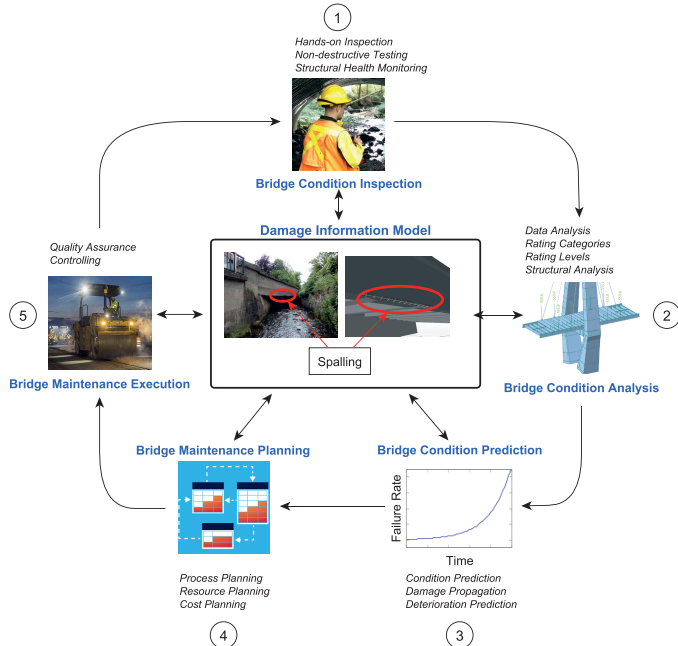 1
Hands-on Inspection
Non-destructive Testing
Structural Health Monitoring
Bridge Condition Inspection
Damage Information Model
Spalling
Data Analysis
Rating Categories
Rating Levels
Structural Analysis
2
Bridge Condition Analysis
Bridge Condition Prediction
Failure Rate
Time
Condition Prediction
Damage Propagation
Deterioration Prediction
3
Bridge Maintenance Planning
Process Planning
Resource Planning
Cost Planning
4
Quality Assurance
Controlling
5
Bridge Maintenance Execution